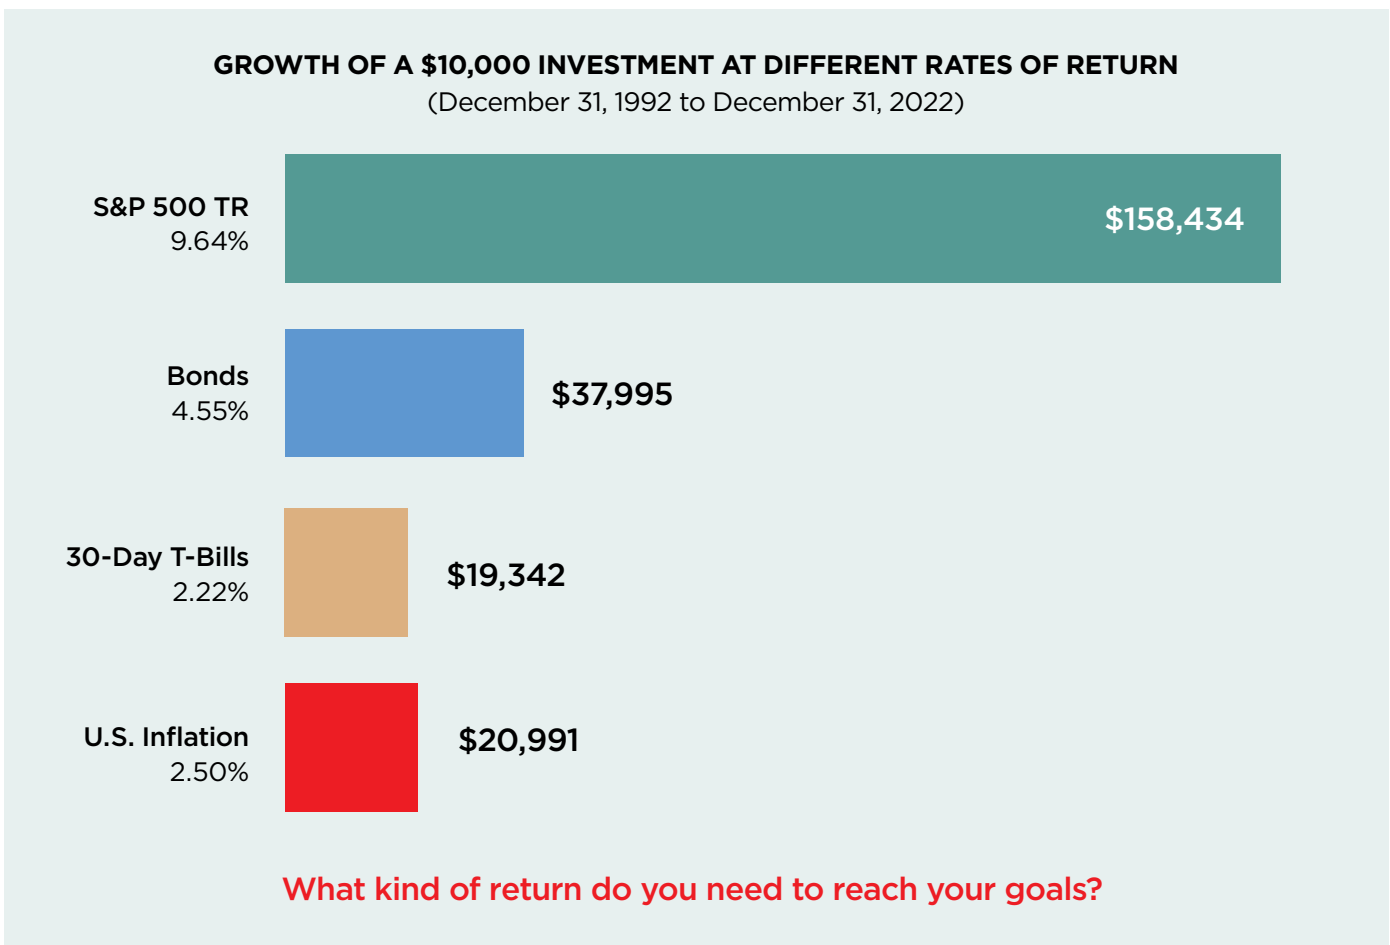 GROWTH OF A $10,000 INVESTMENT AT DIFFERENT RATES OF RETURN
(December 31, 1992 to December 31, 2022)
S&P 500 TR
9.64%
$158,434
Bonds
4.55%
$37,995
30-Day T-Bills
2.22%
$19,342
U.S. Inflation
2.50%
$20,991
What kind of return do you need to reach your goals?